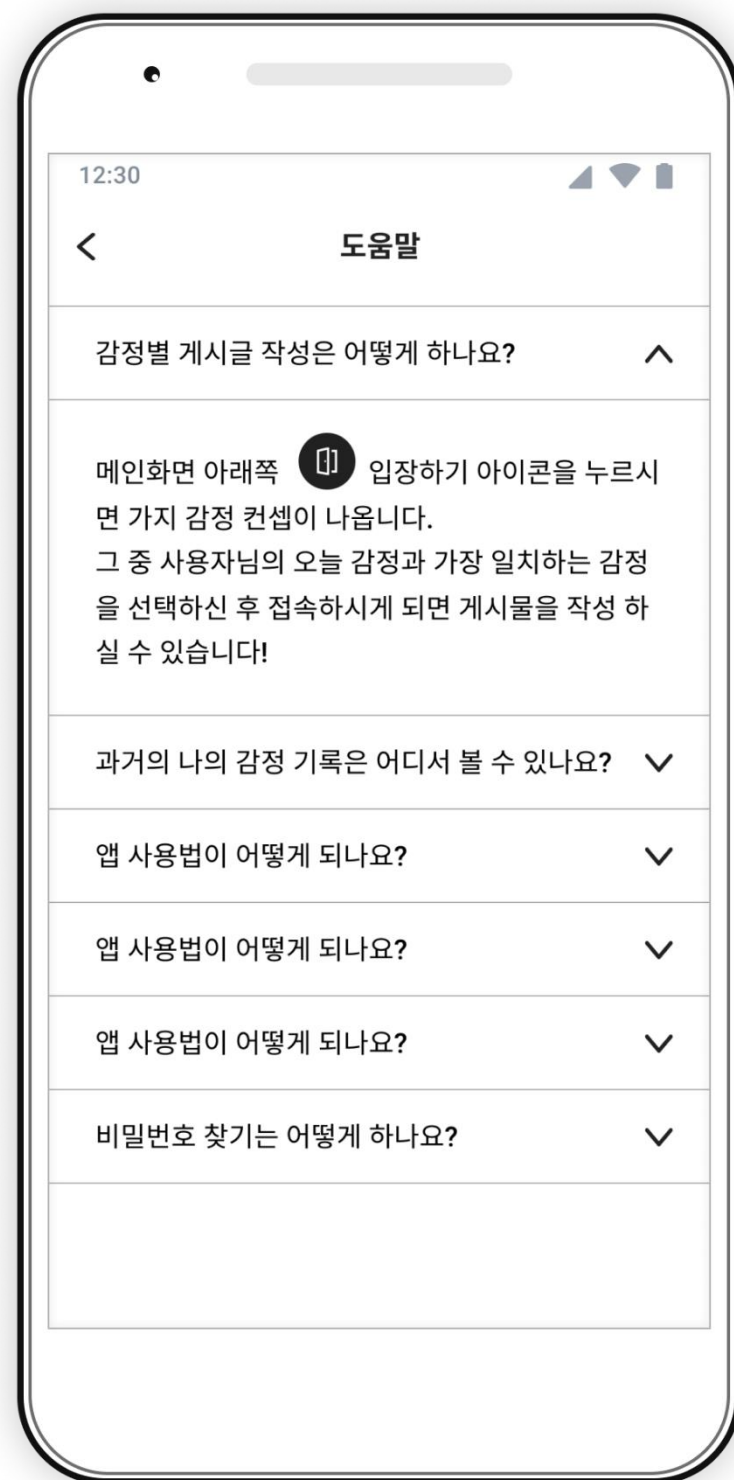 12:30
도움말
감정별 게시글 작성은 어떻게 하나요?
메인화면 아래쪽 입장하기 아이콘을 누르시
면 가지 감정 컨셉이 나옵니다.
그 중 사용자님의 오늘 감정과 가장 일치하는 감정
을 선택하신 후 접속하시게 되면 게시물을 작성 하
실 수 있습니다!
과거의 나의 감정 기록은 어디서 볼 수 있나요?
앱 사용법이 어떻게 되나요?
앱 사용법이 어떻게 되나요?
앱 사용법이 어떻게 되나요?
비밀번호 찾기는 어떻게 하나요?